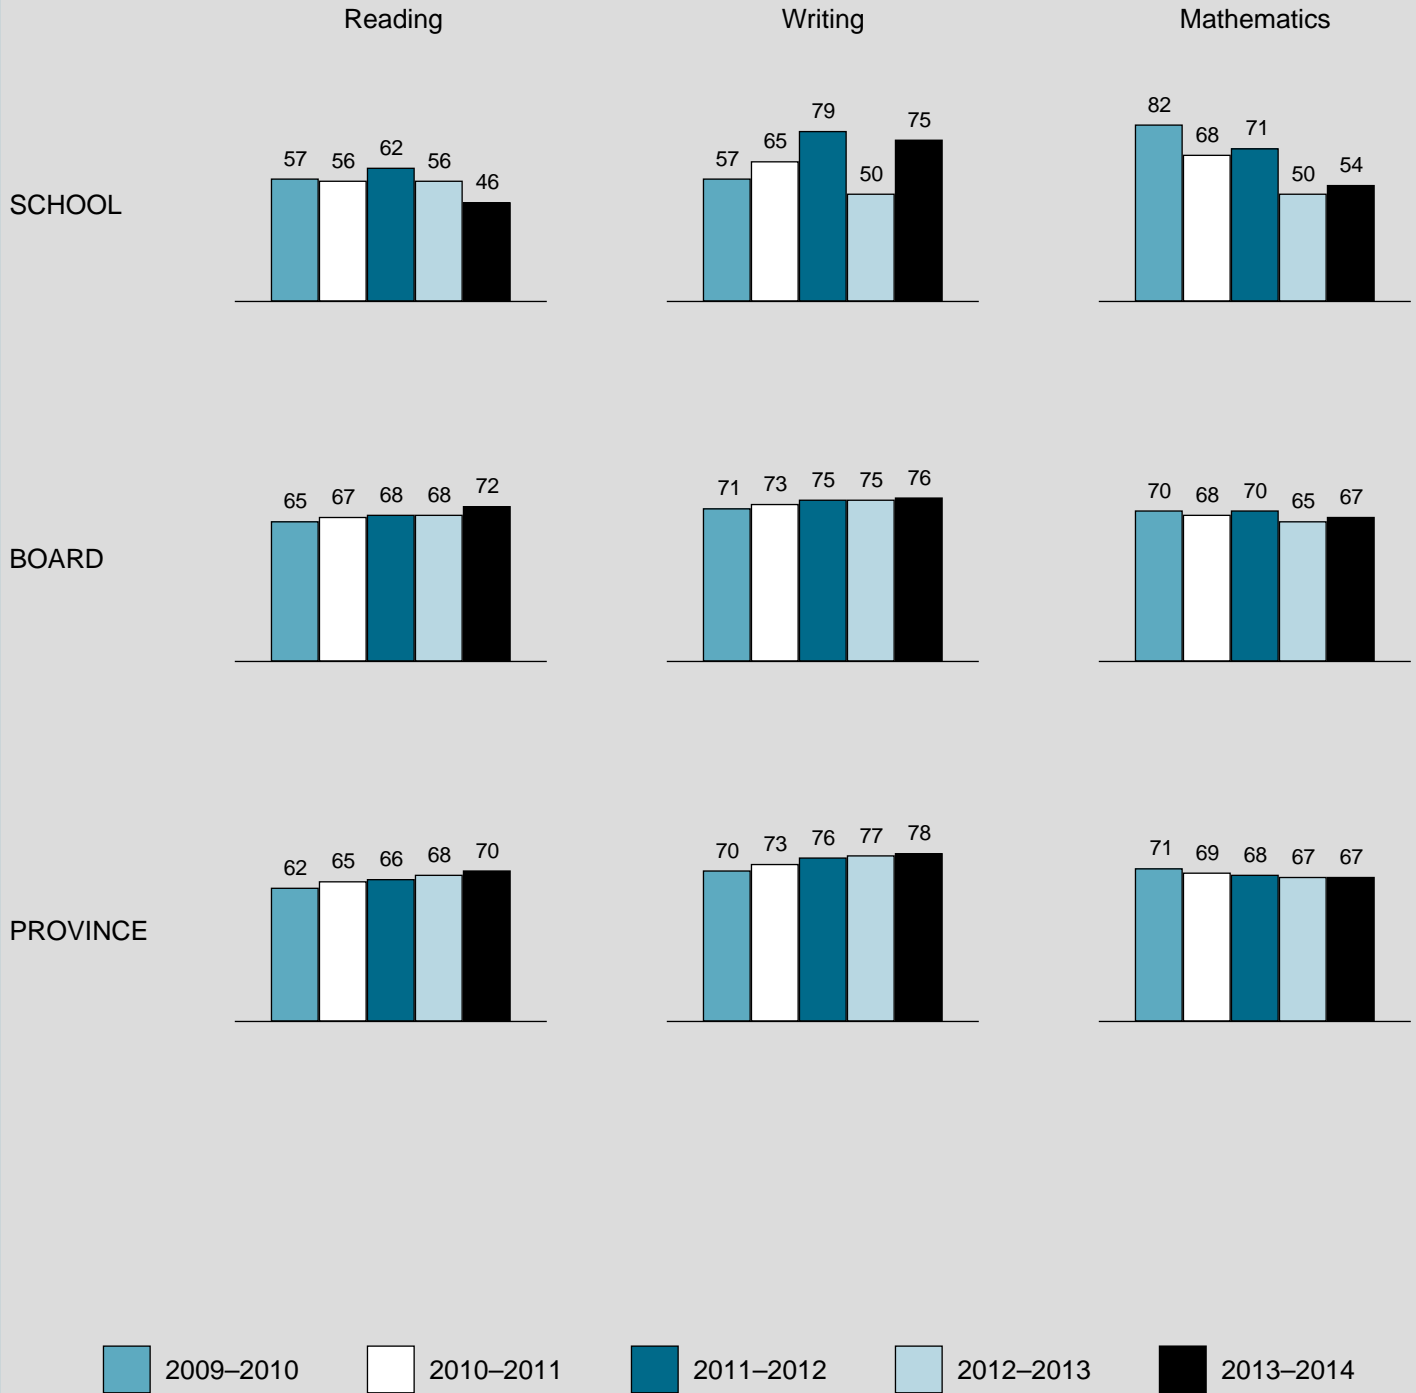 Reading Writing Mathematics
SCHOOL
57 56 62 56 46
57 65 79 50 75
82 68 71 50 54
BOARD
65 67 68 68 72
71 73 75 75 76
70 68 70 65 67
PROVINCE
62 65 66 68 70
70 73 76 77 78
71 69 68 67 67
2009–2010 2010–2011 2011–2012 2012–2013 2013–2014